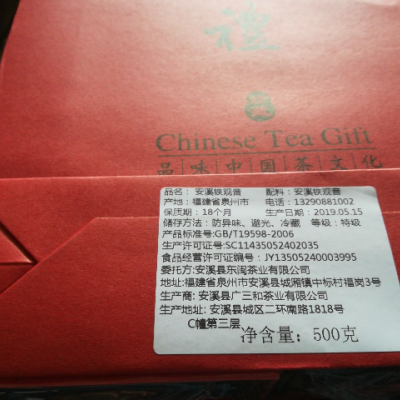 禮
Chinese Tea Gift
品味中国茶文化
品名：安溪铁观音 配料：安溪铁观音
产地：福建省泉州市 电话：13290881002
保质期：18个月 生产日期：2019.05.15
储存方法：防异味、避光、冷藏 等级：特级
产品标准号:GB/T19598-2006
生产许可证号:SC11435052402035
食品经营许可证编号：JY13505240003995
委托方:安溪县东闽茶业有限公司
地址:福建省泉州市安溪县城厢镇中标村福岗3号
生产商:安溪县广三和茶业有限公司
生产地址:安溪县城区二环南路1818号
C幢第三层
净含量：500克